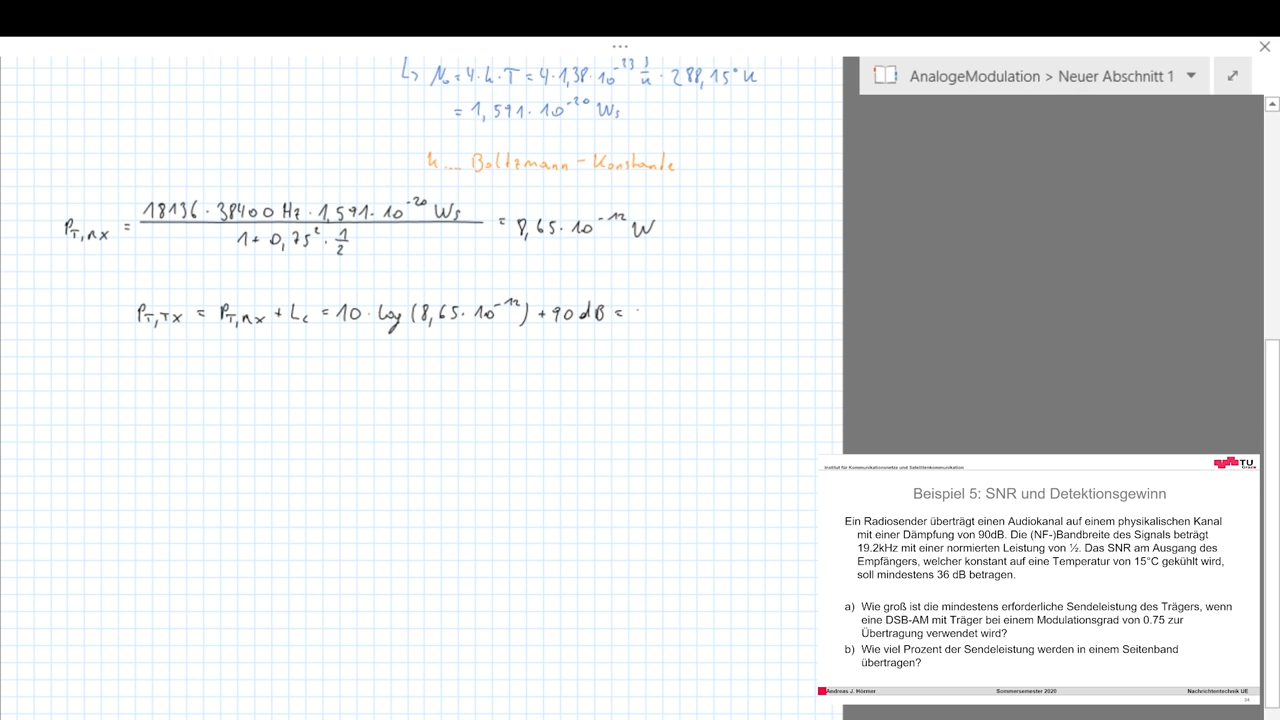 AnalogeModulation > Neuer Abschnitt 1
↳ N₀ = 4·k·T = 4·1,38·10⁻²³ J/K · 288,15°K
= 1,591·10⁻²⁰ Ws
k .... Boltzmann-Konstante
P_T,RX = (18136 · 38400 Hz · 1,591·10⁻²⁰ Ws) / (1 + 0,75² · 1/2) = 8,65·10⁻¹² W
P_T,TX = P_T,RX + L_c = 10 · log (8,65·10⁻¹²) + 90 dB =
Institut für Kommunikationsnetze und Satellitenkommunikation
TU Graz
Beispiel 5: SNR und Detektionsgewinn
Ein Radiosender überträgt einen Audiokanal auf einem physikalischen Kanal
mit einer Dämpfung von 90dB. Die (NF-)Bandbreite des Signals beträgt
19.2kHz mit einer normierten Leistung von ½. Das SNR am Ausgang des
Empfängers, welcher konstant auf eine Temperatur von 15°C gekühlt wird,
soll mindestens 36 dB betragen.
a) Wie groß ist die mindestens erforderliche Sendeleistung des Trägers, wenn
eine DSB-AM mit Träger bei einem Modulationsgrad von 0.75 zur
Übertragung verwendet wird?
b) Wie viel Prozent der Sendeleistung werden in einem Seitenband
übertragen?
Andreas J. Hörmer Sommersemester 2020 Nachrichtentechnik UE